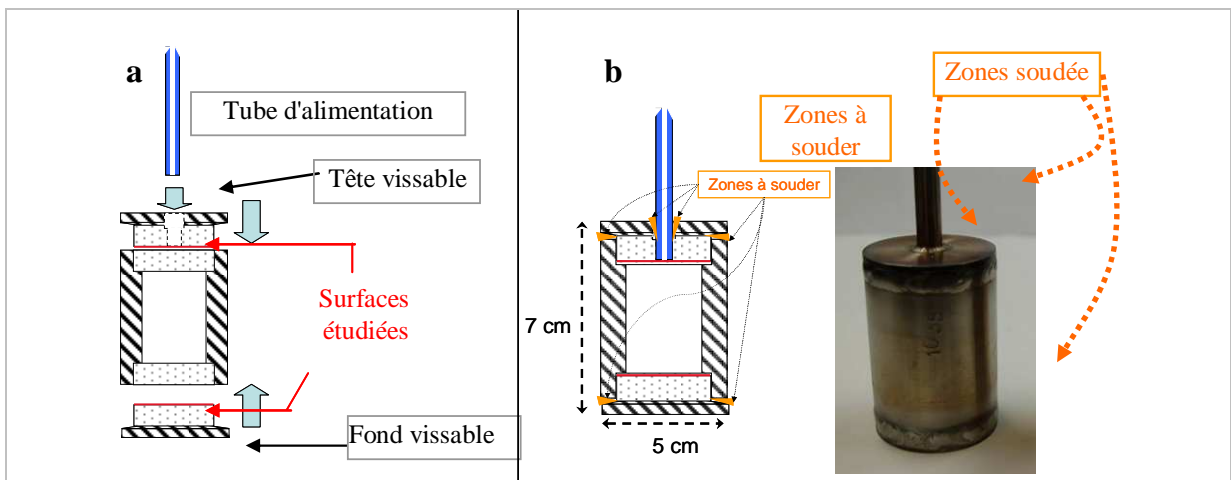 a
Tube d'alimentation
Tête vissable
Surfaces
étudiées
Fond vissable
b
Zones soudée
Zones à
souder
Zones à souder
7 cm
5 cm